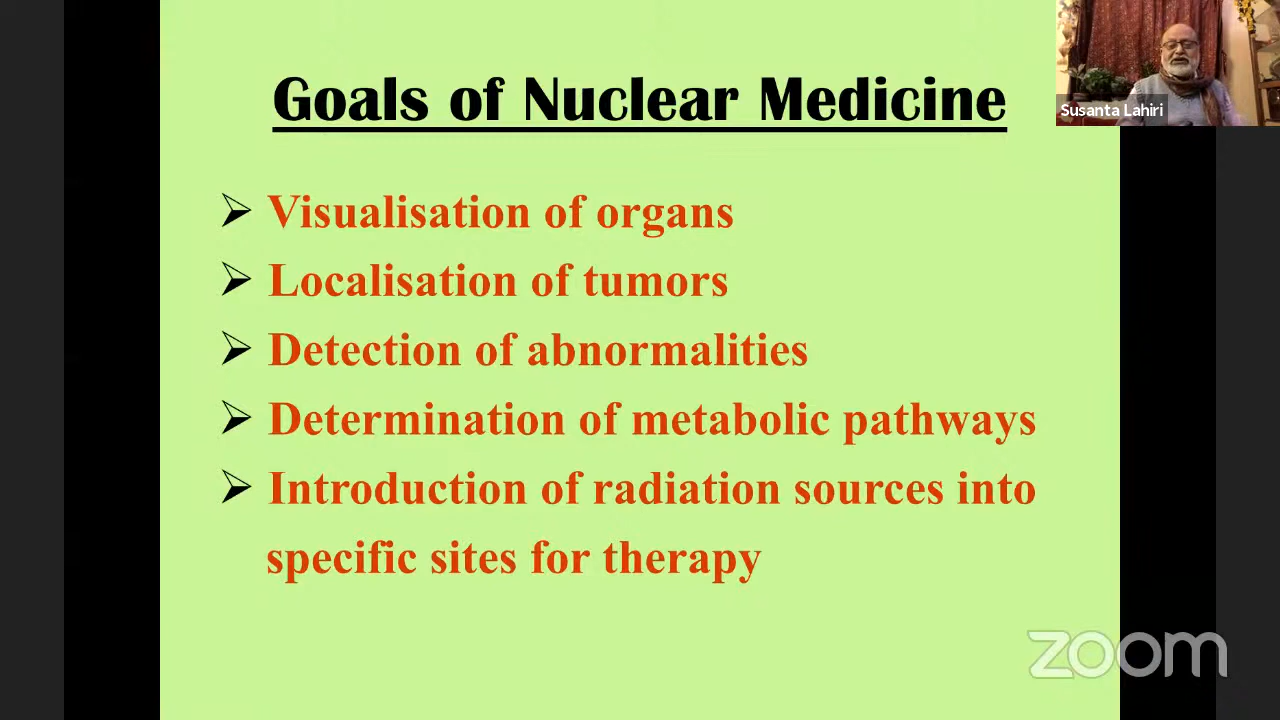 Goals of Nuclear Medicine
Susanta Lahiri
Visualisation of organs
Localisation of tumors
Detection of abnormalities
Determination of metabolic pathways
Introduction of radiation sources into
specific sites for therapy
zoom